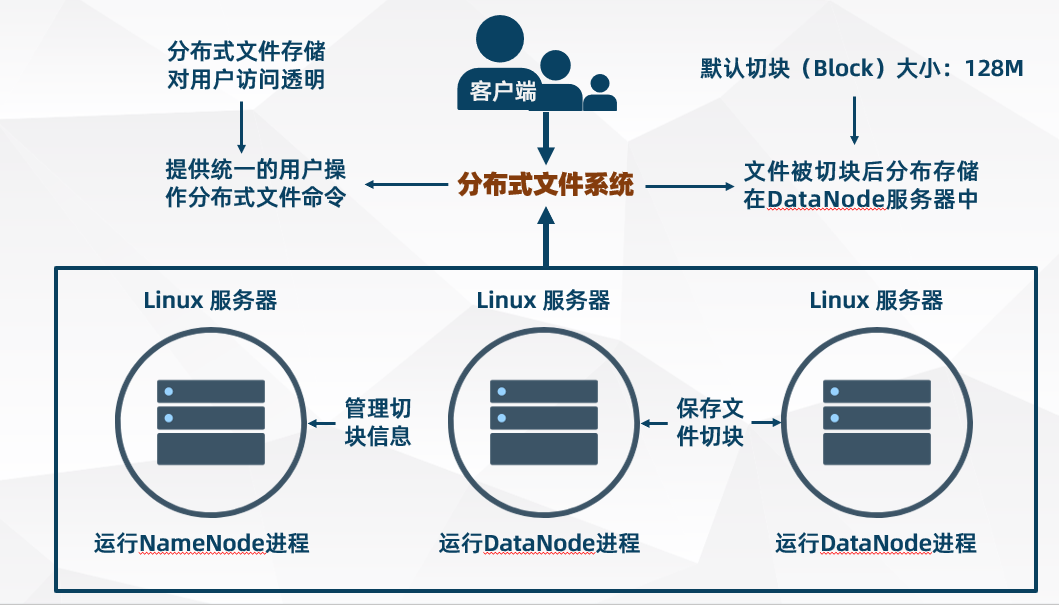 分布式文件存储
对用户访问透明
客户端
默认切块（Block）大小：128M
提供统一的用户操
作分布式文件命令
分布式文件系统
文件被切块后分布存储
在DataNode服务器中
Linux 服务器
Linux 服务器
Linux 服务器
管理切
块信息
保存文
件切块
运行NameNode进程
运行DataNode进程
运行DataNode进程